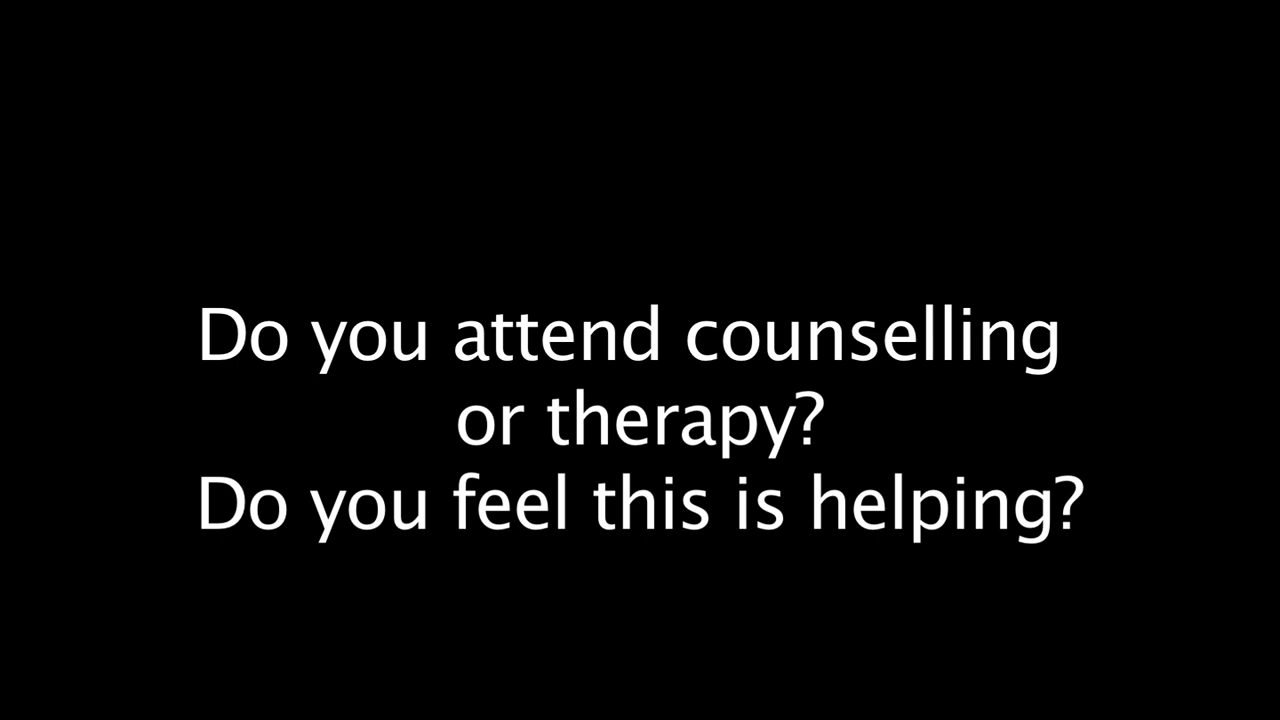 Do you attend counselling
or therapy?
Do you feel this is helping?